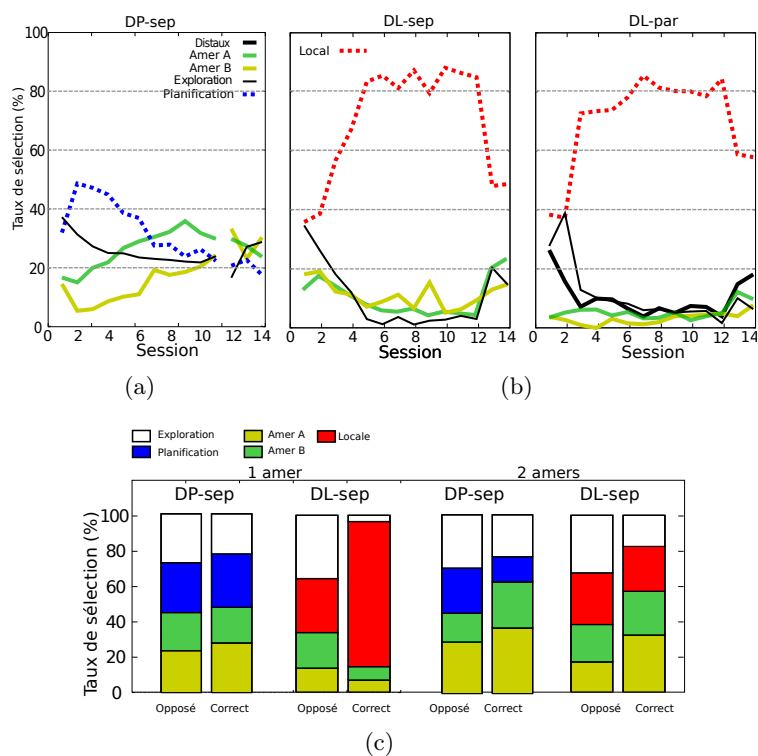 DP-sep
DL-sep
DL-par
100
80
60
40
20
0
Taux de sélection (%)
Distaux
Amer A
Amer B
Exploration
Planification
Local
0 2 4 6 8 10 12 14
Session
0 2 4 6 8 10 12 14
Session
0 2 4 6 8 10 12 14
Session
(a)
(b)
Exploration
Amer A
Locale
Planification
Amer B
1 amer
2 amers
DP-sep
DL-sep
DP-sep
DL-sep
Taux de sélection (%)
100
80
60
40
20
0
Opposé
Correct
Opposé
Correct
Opposé
Correct
Opposé
Correct
(c)